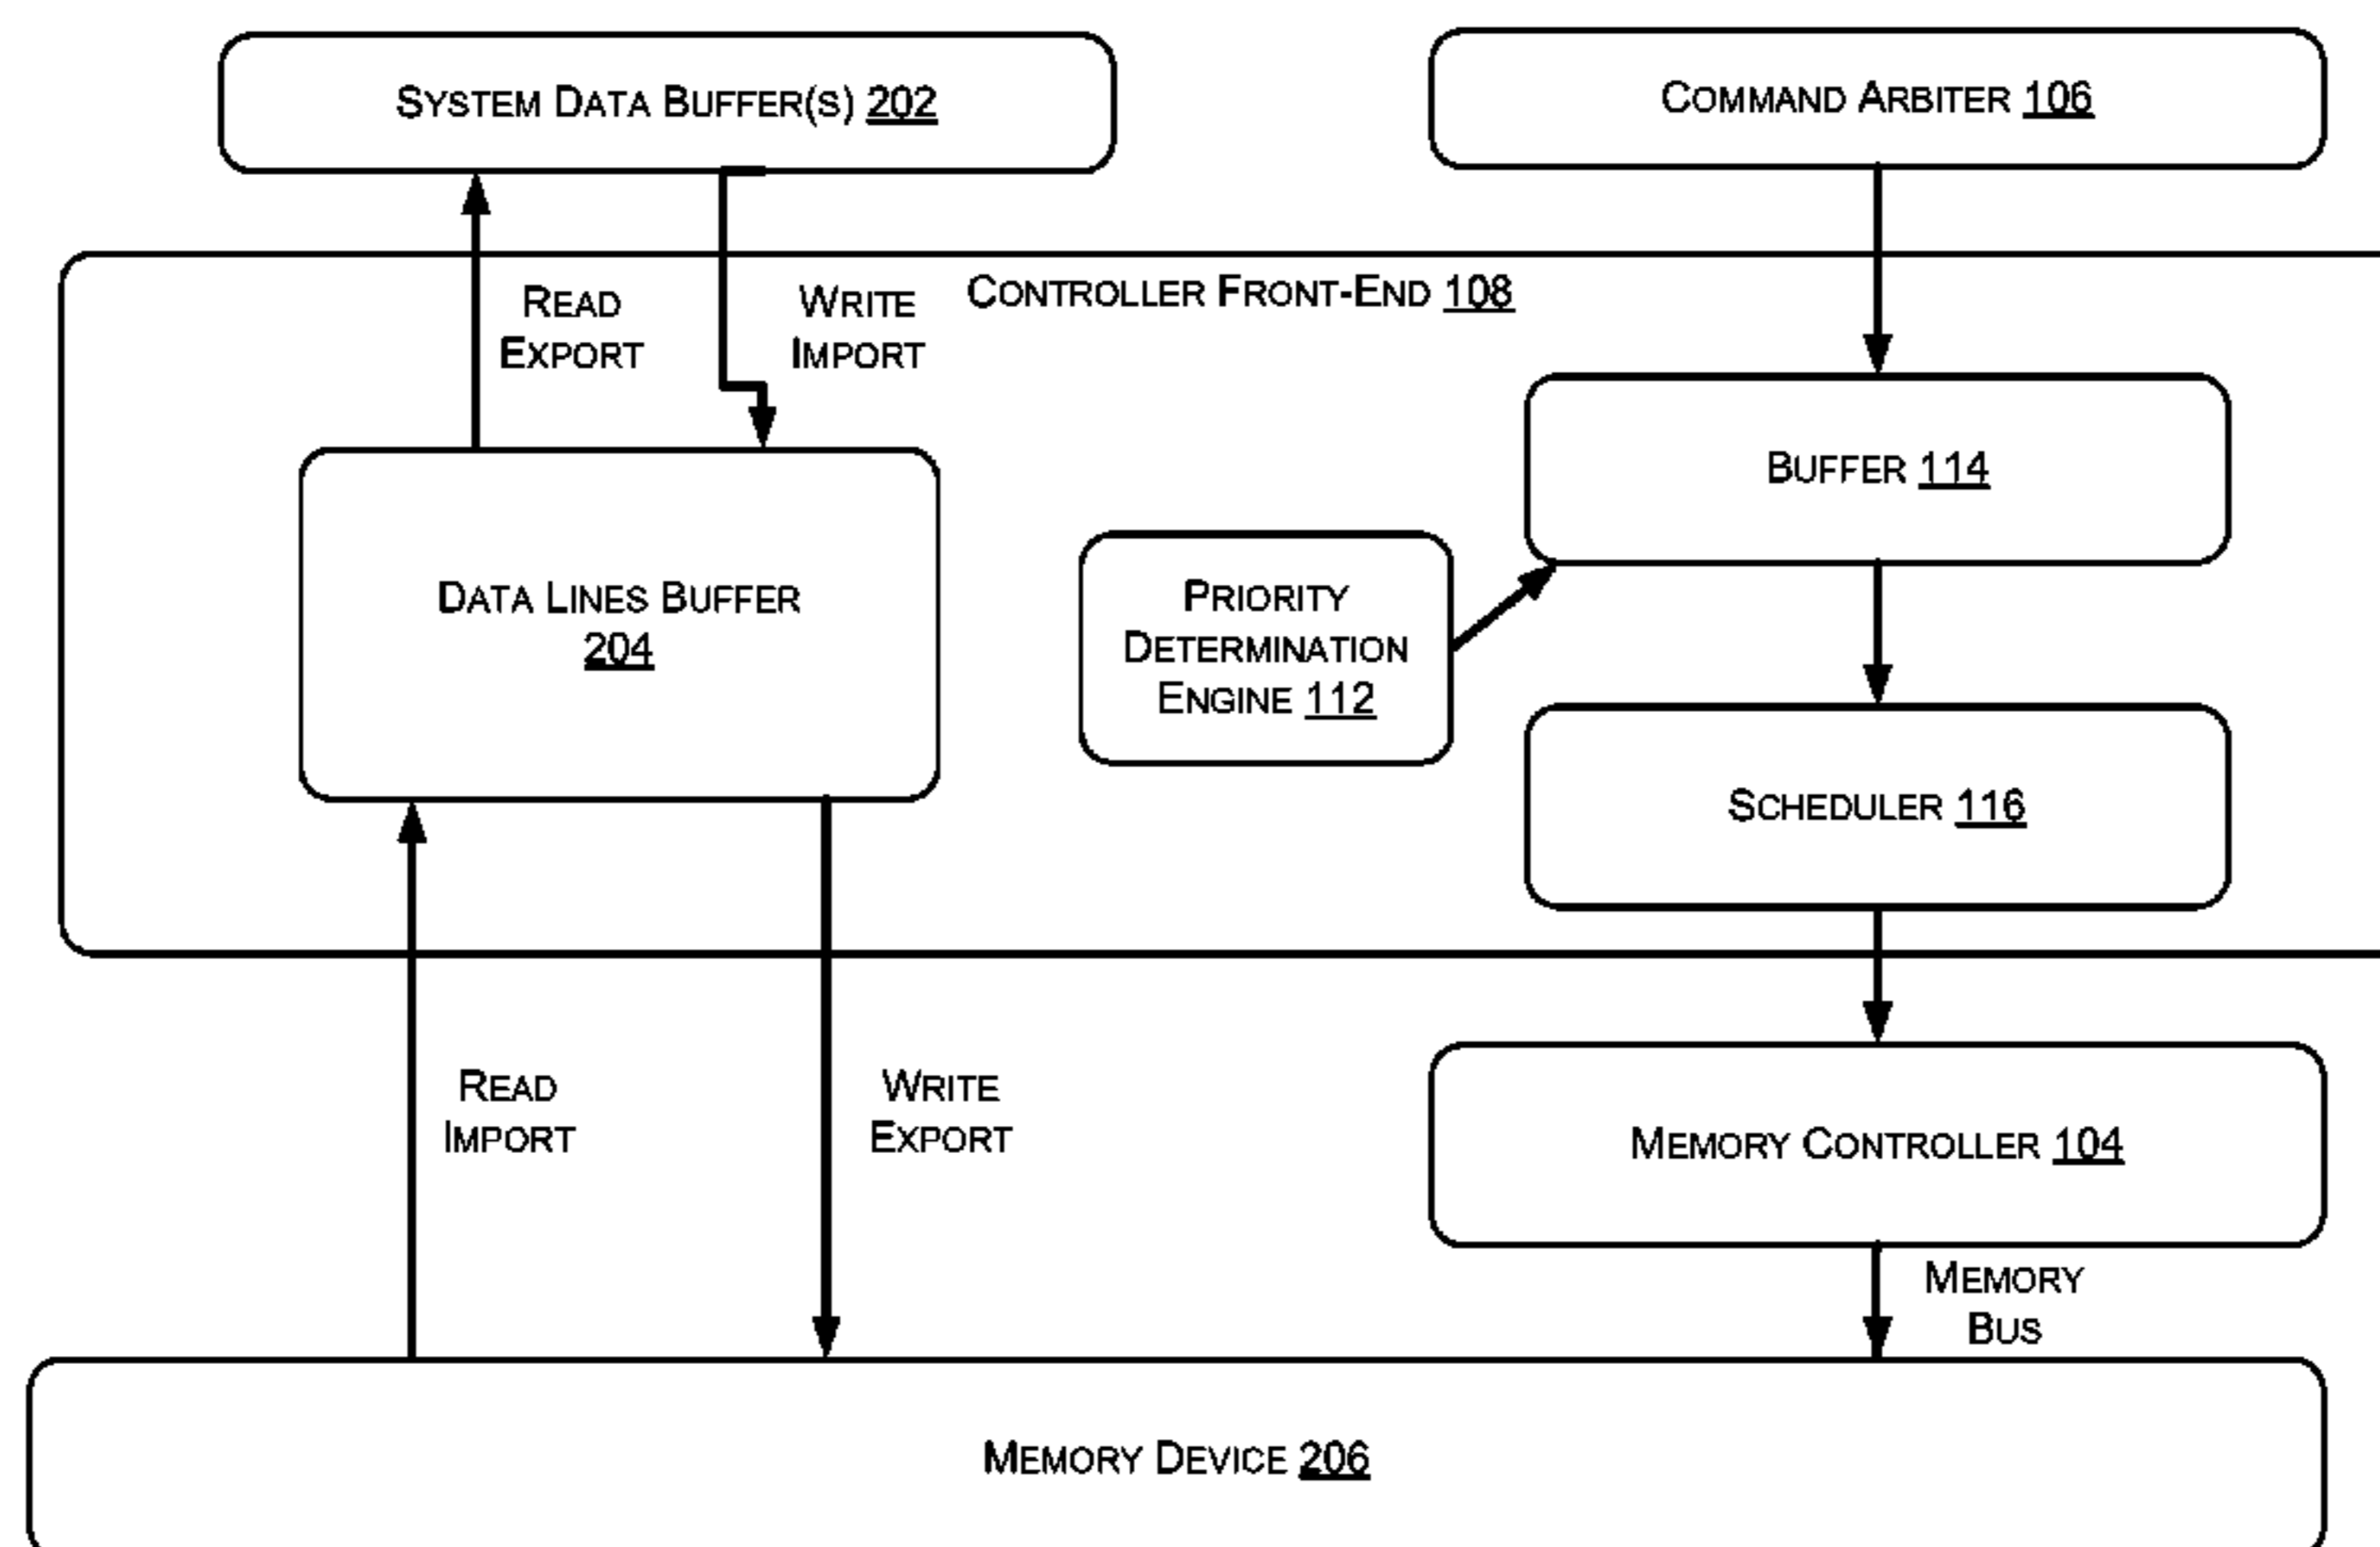 SYSTEM DATA BUFFER(S) 202
COMMAND ARBITER 106
CONTROLLER FRONT-END 108
READ
EXPORT
WRITE
IMPORT
BUFFER 114
DATA LINES BUFFER
204
PRIORITY
DETERMINATION
ENGINE 112
SCHEDULER 116
READ
IMPORT
WRITE
EXPORT
MEMORY CONTROLLER 104
MEMORY
BUS
MEMORY DEVICE 206